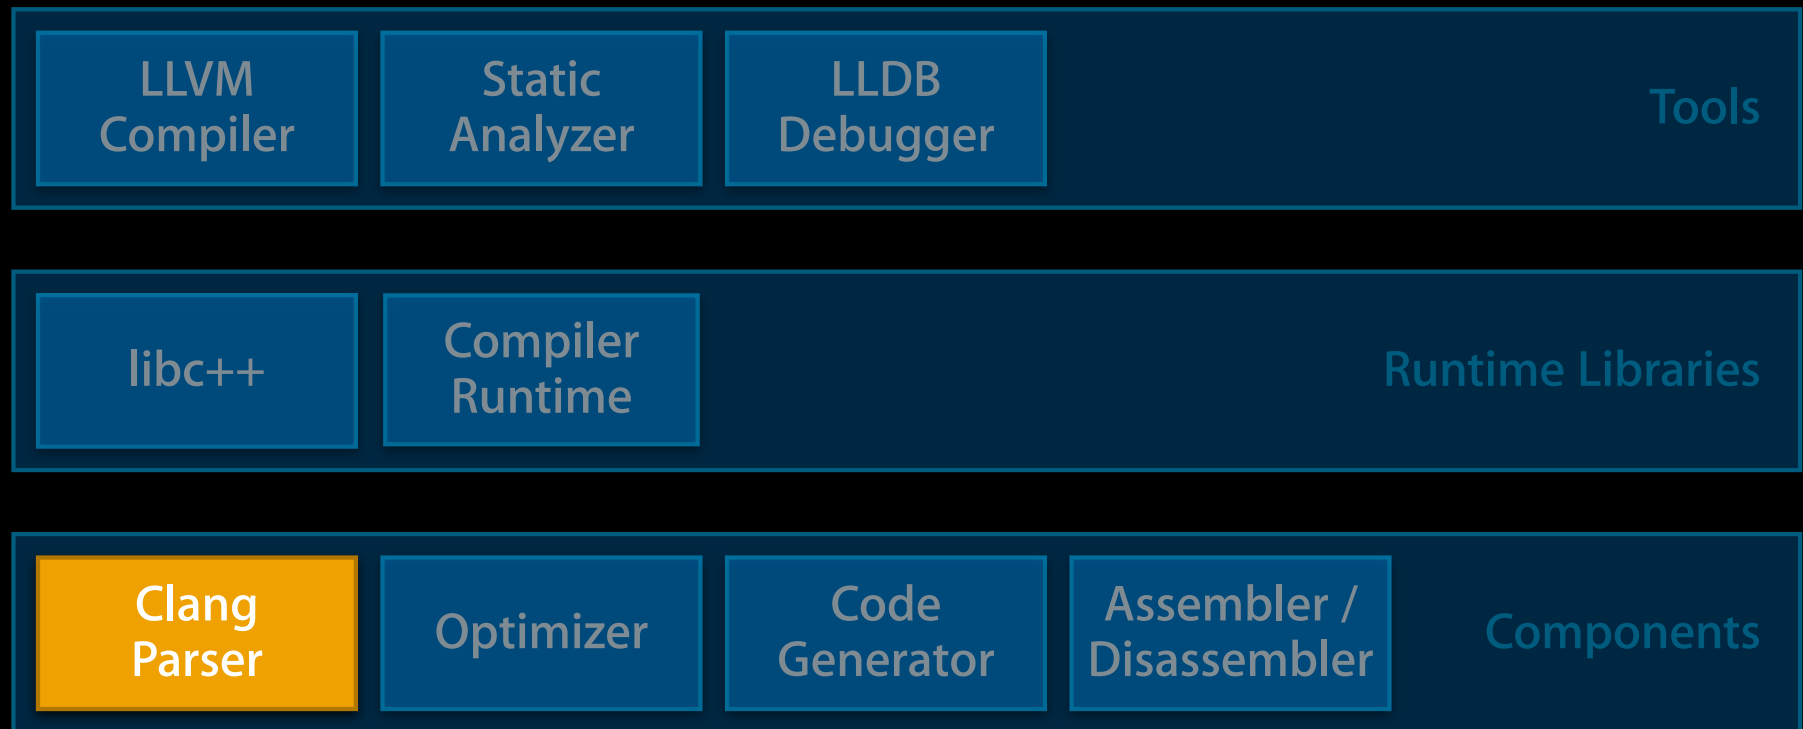 LLVM
Compiler
Static
Analyzer
LLDB
Debugger
Tools
libc++
Compiler
Runtime
Runtime Libraries
Clang
Parser
Optimizer
Code
Generator
Assembler /
Disassembler
Components